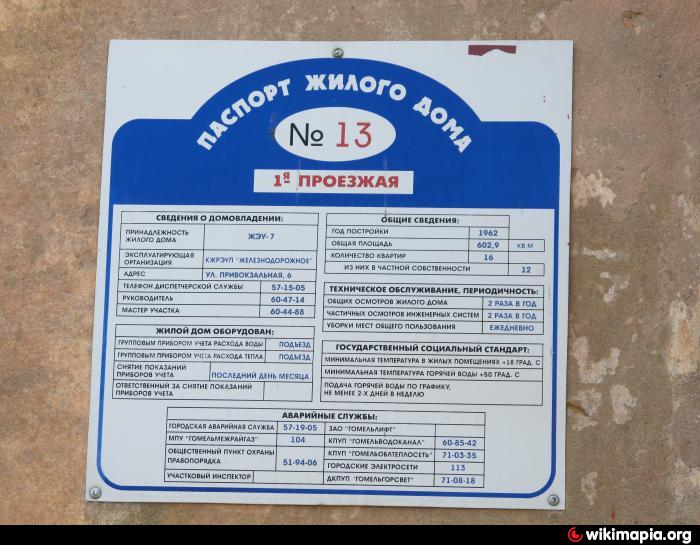 ПАСПОРТ ЖИЛОГО ДОМА
№ 13
1я ПРОЕЗЖАЯ
СВЕДЕНИЯ О ДОМОВЛАДЕНИИ:
ПРИНАДЛЕЖНОСТЬ
ЖИЛОГО ДОМА
ЖЭУ- 7
ЭКСПЛУАТИРУЮЩАЯ
ОРГАНИЗАЦИЯ
КЖРЭУП "ЖЕЛЕЗНОДОРОЖНОЕ"
АДРЕС УЛ. ПРИВОКЗАЛЬНАЯ, 6
ТЕЛЕФОН ДИСПЕТЧЕРСКОЙ СЛУЖБЫ 57-15-05
РУКОВОДИТЕЛЬ 60-47-14
МАСТЕР УЧАСТКА 60-44-88
ЖИЛОЙ ДОМ ОБОРУДОВАН:
ГРУППОВЫМ ПРИБОРОМ УЧЕТА РАСХОДА ВОДЫ ПОДЪЕЗД
ГРУППОВЫМ ПРИБОРОМ УЧЕТА РАСХОДА ТЕПЛА ПОДЪЕЗД
СНЯТИЕ ПОКАЗАНИЙ
ПРИБОРОВ УЧЕТА
ПОСЛЕДНИЙ ДЕНЬ МЕСЯЦА
ОТВЕТСТВЕННЫЙ ЗА СНЯТИЕ ПОКАЗАНИЙ
ПРИБОРОВ УЧЕТА
ОБЩИЕ СВЕДЕНИЯ:
ГОД ПОСТРОЙКИ 1962
ОБЩАЯ ПЛОЩАДЬ 602,9 КВ М
КОЛИЧЕСТВО КВАРТИР 16
ИЗ НИХ В ЧАСТНОЙ СОБСТВЕННОСТИ 12
ТЕХНИЧЕСКОЕ ОБСЛУЖИВАНИЕ, ПЕРИОДИЧНОСТЬ:
ОБЩИХ ОСМОТРОВ ЖИЛОГО ДОМА 2 РАЗА В ГОД
ЧАСТИЧНЫХ ОСМОТРОВ ИНЖЕНЕРНЫХ СИСТЕМ 2 РАЗА В ГОД
УБОРКИ МЕСТ ОБЩЕГО ПОЛЬЗОВАНИЯ ЕЖЕДНЕВНО
ГОСУДАРСТВЕННЫЙ СОЦИАЛЬНЫЙ СТАНДАРТ:
МИНИМАЛЬНАЯ ТЕМПЕРАТУРА В ЖИЛЫХ ПОМЕЩЕНИЯХ +18 ГРАД. С
МИНИМАЛЬНАЯ ТЕМПЕРАТУРА ГОРЯЧЕЙ ВОДЫ +50 ГРАД. С
ПОДАЧА ГОРЯЧЕЙ ВОДЫ ПО ГРАФИКУ,
НЕ МЕНЕЕ 2-Х ДНЕЙ В НЕДЕЛЮ
АВАРИЙНЫЕ СЛУЖБЫ:
ГОРОДСКАЯ АВАРИЙНАЯ СЛУЖБА 57-19-05
МПУ "ГОМЕЛЬМЕЖРАЙГАЗ" 104
ОБЩЕСТВЕННЫЙ ПУНКТ ОХРАНЫ
ПРАВОПОРЯДКА 51-94-06
УЧАСТКОВЫЙ ИНСПЕКТОР
ЗАО "ГОМЕЛЬЛИФТ"
КПУП "ГОМЕЛЬВОДОКАНАЛ" 60-85-42
КПУП "ГОМЕЛЬОБЛТЕПЛОСЕТЬ" 71-03-35
ГОРОДСКИЕ ЭЛЕКТРОСЕТИ 113
ДКПУП "ГОМЕЛЬГОРСВЕТ" 71-08-18
wikimapia.org